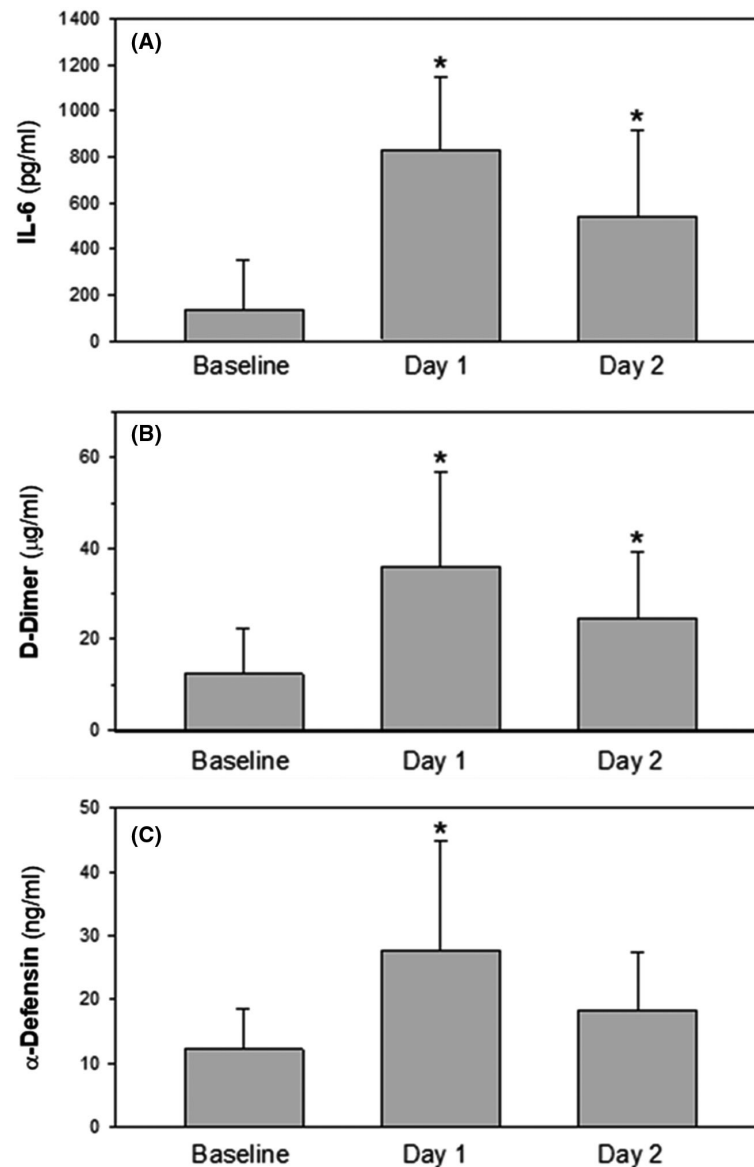 (A)
IL-6 (pg/ml)
1400
1200
1000
800
600
400
200
0
*
*
Baseline Day 1 Day 2
(B)
D-Dimer (μg/ml)
60
40
20
0
*
*
Baseline Day 1 Day 2
(C)
α-Defensin (ng/ml)
50
40
30
20
10
0
*
Baseline Day 1 Day 2